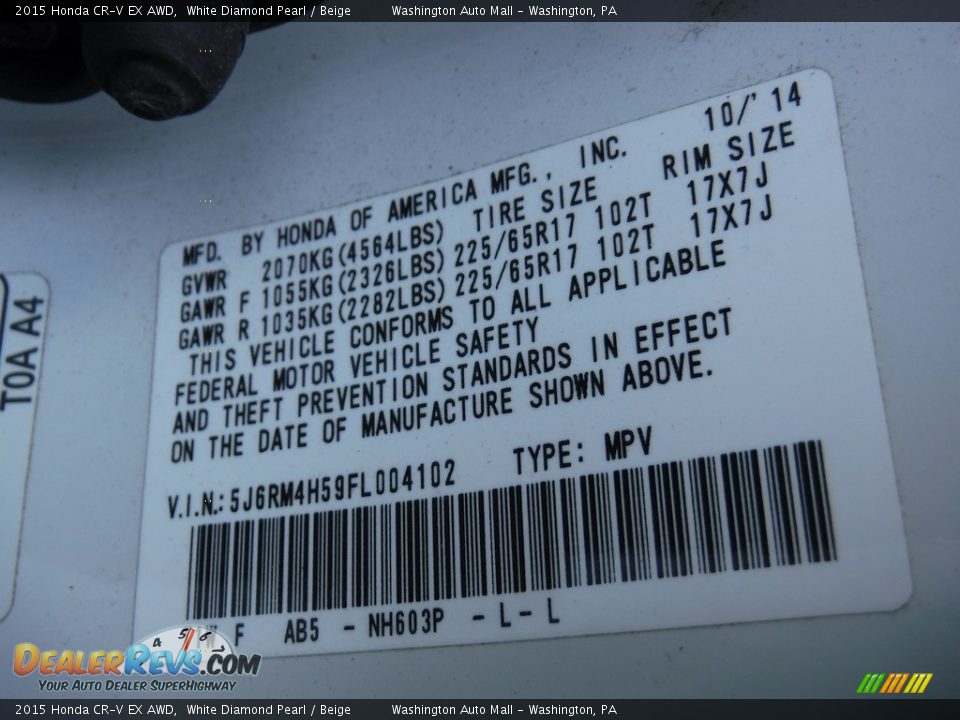 2015 Honda CR-V EX AWD, White Diamond Pearl / Beige Washington Auto Mall - Washington, PA
10/'14
MFD. BY HONDA OF AMERICA MFG., INC.
GVWR 2070KG(4564LBS) TIRE SIZE RIM SIZE
GAWR F 1055KG(2326LBS) 225/65R17 102T 17X7J
GAWR R 1035KG(2282LBS) 225/65R17 102T 17X7J
THIS VEHICLE CONFORMS TO ALL APPLICABLE
FEDERAL MOTOR VEHICLE SAFETY
AND THEFT PREVENTION STANDARDS IN EFFECT
ON THE DATE OF MANUFACTURE SHOWN ABOVE.
V.I.N.: 5J6RM4H59FL004102 TYPE: MPV
F AB5 - NH603P - L - L
T0A A4
4 5 6
DEALERREVS.COM
YOUR AUTO DEALER SUPERHIGHWAY
2015 Honda CR-V EX AWD, White Diamond Pearl / Beige Washington Auto Mall - Washington, PA